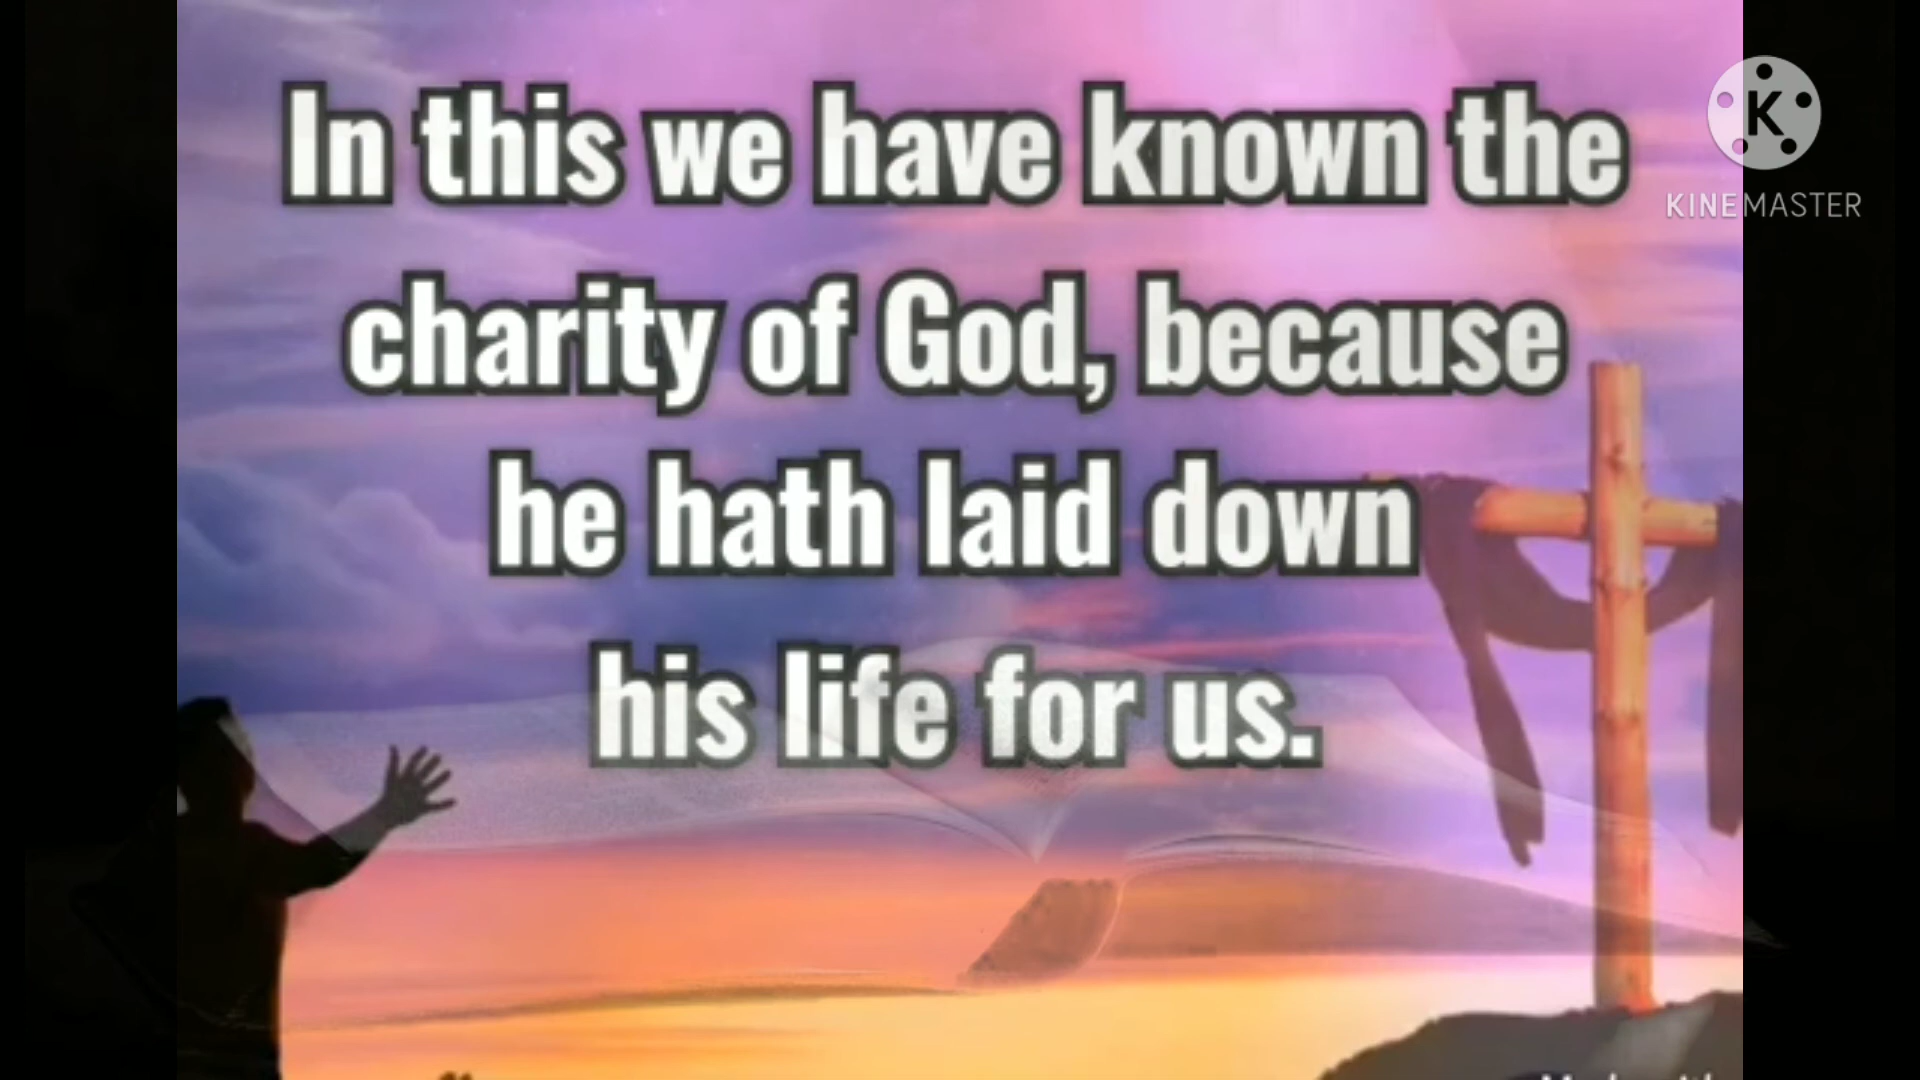 In this we have known the
charity of God, because
he hath laid down
his life for us.
K
KINEMASTER